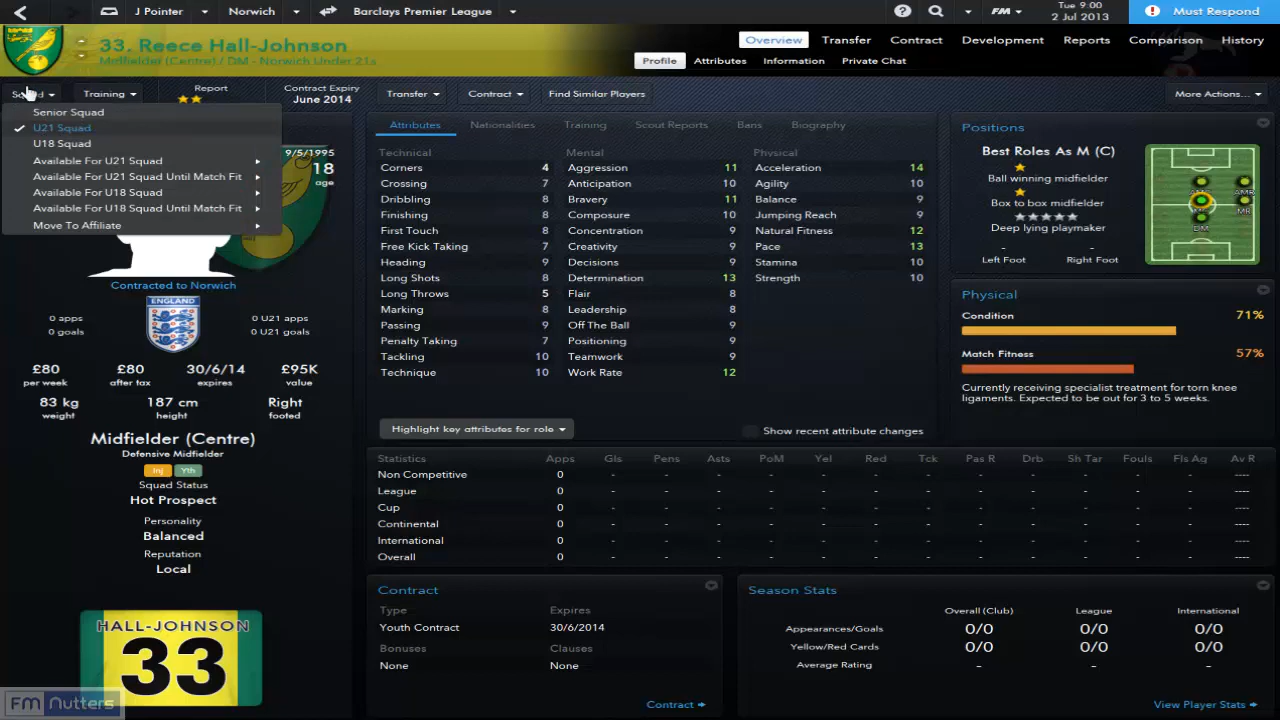 J Pointer
Norwich
Barclays Premier League
FM
Tue 9:00
2 Jul 2013
Must Respond
33. Reece Hall-Johnson
Midfielder (Centre) / DM - Norwich Under 21s
Overview
Transfer
Contract
Development
Reports
Comparison
History
Profile
Attributes
Information
Private Chat
Training
Report
Contract Expiry
June 2014
Transfer
Contract
Find Similar Players
More Actions...
Senior Squad
U21 Squad
U18 Squad
Available For U21 Squad
Available For U21 Squad Until Match Fit
Available For U18 Squad
Available For U18 Squad Until Match Fit
Move To Affiliate
9/5/1995
18
age
Contracted to Norwich
ENGLAND
0 apps
0 goals
0 U21 apps
0 U21 goals
£80
per week
£80
after tax
30/6/14
expires
£95K
value
83 kg
weight
187 cm
height
Right
footed
Midfielder (Centre)
Defensive Midfielder
Inj
Yth
Squad Status
Hot Prospect
Personality
Balanced
Reputation
Local
HALL-JOHNSON
33
FM Nutters
Attributes
Nationalities
Training
Scout Reports
Bans
Biography
Technical
Corners 4
Crossing 7
Dribbling 8
Finishing 8
First Touch 8
Free Kick Taking 7
Heading 9
Long Shots 8
Long Throws 5
Marking 8
Passing 9
Penalty Taking 7
Tackling 10
Technique 10
Mental
Aggression 11
Anticipation 10
Bravery 11
Composure 10
Concentration 9
Creativity 9
Decisions 9
Determination 13
Flair 8
Leadership 8
Off The Ball 9
Positioning 9
Teamwork 9
Work Rate 12
Physical
Acceleration 14
Agility 10
Balance 9
Jumping Reach 9
Natural Fitness 12
Pace 13
Stamina 10
Strength 10
Highlight key attributes for role
Show recent attribute changes
Statistics Apps Gls Pens Asts PoM Yel Red Tck Pas R Drb Sh Tar Fouls Fls Ag Av R
Non Competitive 0 - - - - - - - - - - - - ----
League 0 - - - - - - - - - - - - ----
Cup 0 - - - - - - - - - - - - ----
Continental 0 - - - - - - - - - - - - ----
International 0 - - - - - - - - - - - - ----
Overall 0 - - - - - - - - - - - - ----
Contract
Type
Youth Contract
Expires
30/6/2014
Bonuses
None
Clauses
None
Contract
Positions
Best Roles As M (C)
Ball winning midfielder
Box to box midfielder
Deep lying playmaker
-
Left Foot
-
Right Foot
AMR
MR
DM
Physical
Condition 71%
Match Fitness 57%
Currently receiving specialist treatment for torn knee
ligaments. Expected to be out for 3 to 5 weeks.
Season Stats
Overall (Club) League International
Appearances/Goals 0/0 0/0 0/0
Yellow/Red Cards 0/0 0/0 0/0
Average Rating - - -
View Player Stats